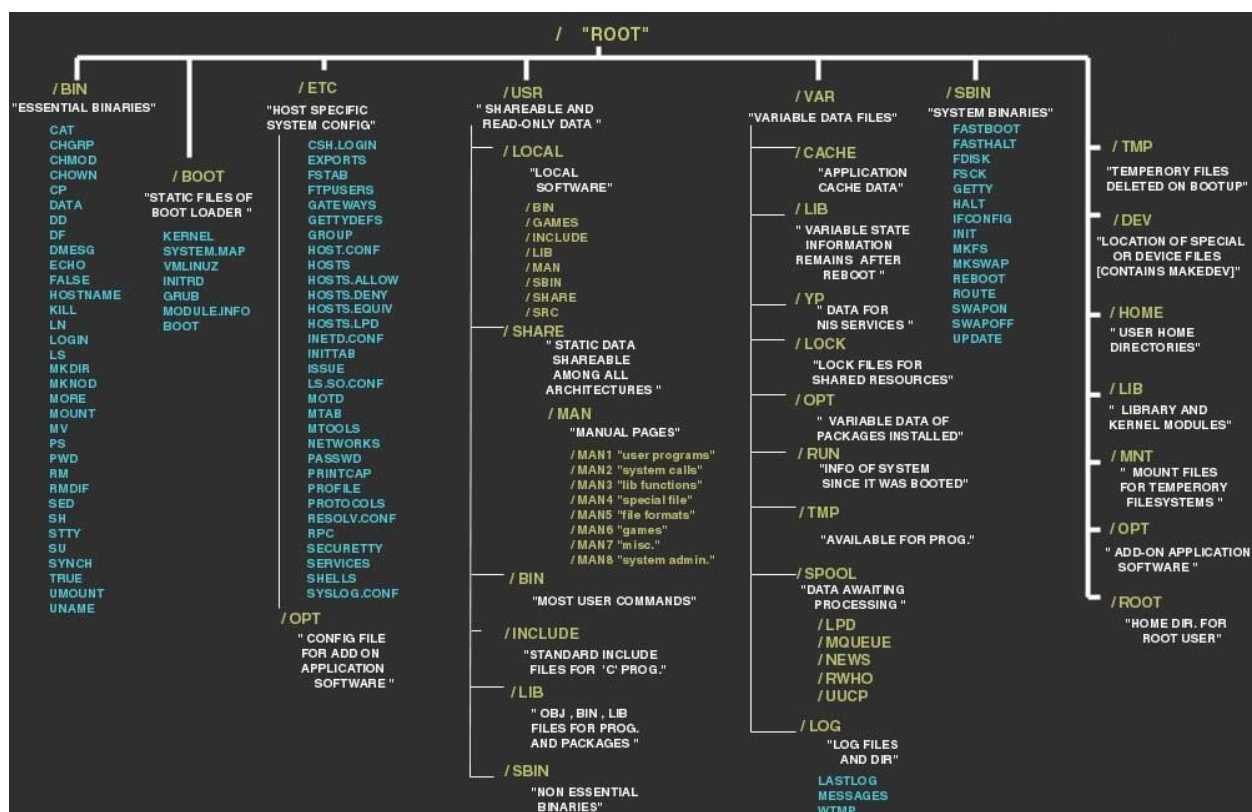 / "ROOT"
/BIN
"ESSENTIAL BINARIES"
CAT
CHGRP
CHMOD
CHOWN
CP
DATA
DD
DF
DMESG
ECHO
FALSE
HOSTNAME
KILL
LN
LOGIN
LS
MKDIR
MKNOD
MORE
MOUNT
MV
PS
PWD
RM
RMDIF
SED
SH
STTY
SU
SYNCH
TRUE
UMOUNT
UNAME
/BOOT
"STATIC FILES OF
BOOT LOADER "
KERNEL
SYSTEM.MAP
VMLINUZ
INITRD
GRUB
MODULE.INFO
BOOT
/ ETC
"HOST SPECIFIC
SYSTEM CONFIG"
CSH.LOGIN
EXPORTS
FSTAB
FTPUSERS
GATEWAYS
GETTYDEFS
GROUP
HOST.CONF
HOSTS
HOSTS.ALLOW
HOSTS.DENY
HOSTS.EQUIV
HOSTS.LPD
INETD.CONF
INITTAB
ISSUE
LS.SO.CONF
MOTD
MTAB
MTOOLS
NETWORKS
PASSWD
PRINTCAP
PROFILE
PROTOCOLS
RESOLV.CONF
RPC
SECURETTY
SERVICES
SHELLS
SYSLOG.CONF
/OPT
" CONFIG FILE
FOR ADD ON
APPLICATION
SOFTWARE "
/USR
"SHAREABLE AND
READ-ONLY DATA "
/ LOCAL
"LOCAL
SOFTWARE"
/ BIN
/ GAMES
/ INCLUDE
/ LIB
/ MAN
/ SBIN
/ SHARE
/ SRC
/ SHARE
" STATIC DATA
SHAREABLE
AMONG ALL
ARCHITECTURES "
/ MAN
"MANUAL PAGES"
/ MAN1 "user programs"
/ MAN2 "system calls"
/ MAN3 "lib functions"
/ MAN4 "special file"
/ MAN5 "file formats"
/ MAN6 "games"
/ MAN7 "misc."
/ MAN8 "system admin."
/ BIN
"MOST USER COMMANDS"
/ INCLUDE
"STANDARD INCLUDE
FILES FOR 'C' PROG."
/ LIB
" OBJ , BIN , LIB
FILES FOR PROG.
AND PACKAGES "
/ SBIN
"NON ESSENTIAL
BINARIES"
/ VAR
"VARIABLE DATA FILES"
/ CACHE
"APPLICATION
CACHE DATA"
/ LIB
" VARIABLE STATE
INFORMATION
REMAINS AFTER
REBOOT "
/ YP
" DATA FOR
NIS SERVICES "
/ LOCK
"LOCK FILES FOR
SHARED RESOURCES"
/ OPT
" VARIABLE DATA OF
PACKAGES INSTALLED"
/ RUN
"INFO OF SYSTEM
SINCE IT WAS BOOTED"
/ TMP
"AVAILABLE FOR PROG."
/ SPOOL
"DATA AWAITING
PROCESSING "
/ LPD
/ MQUEUE
/ NEWS
/ RWHO
/ UUCP
/ LOG
"LOG FILES
AND DIR"
LASTLOG
MESSAGES
WTMP
/ SBIN
"SYSTEM BINARIES"
FASTBOOT
FASTHALT
FDISK
FSCK
GETTY
HALT
IFCONFIG
INIT
MKFS
MKSWAP
REBOOT
ROUTE
SWAPON
SWAPOFF
UPDATE
/ TMP
"TEMPERORY FILES
DELETED ON BOOTUP"
/ DEV
"LOCATION OF SPECIAL
OR DEVICE FILES
[CONTAINS MAKEDEV]"
/ HOME
" USER HOME
DIRECTORIES"
/ LIB
" LIBRARY AND
KERNEL MODULES"
/ MNT
" MOUNT FILES
FOR TEMPERORY
FILESYSTEMS "
/ OPT
" ADD-ON APPLICATION
SOFTWARE "
/ ROOT
"HOME DIR. FOR
ROOT USER"